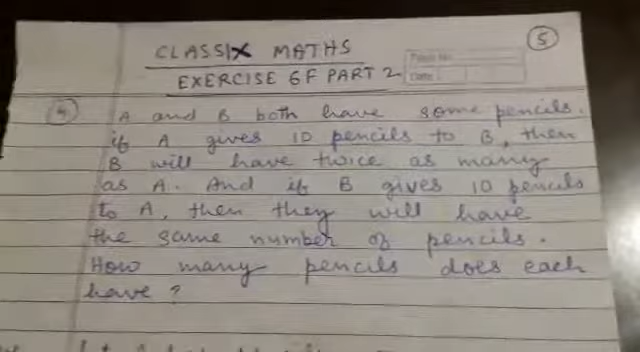 5
CLASSIX MATHS
EXERCISE 6F PART 2
Date
4 A and B both have some pencils.
if A gives 10 pencils to B, then
B will have twice as many
as A. And if B gives 10 pencils
to A, then they will have
the same number of pencils.
How many pencils does each
have?